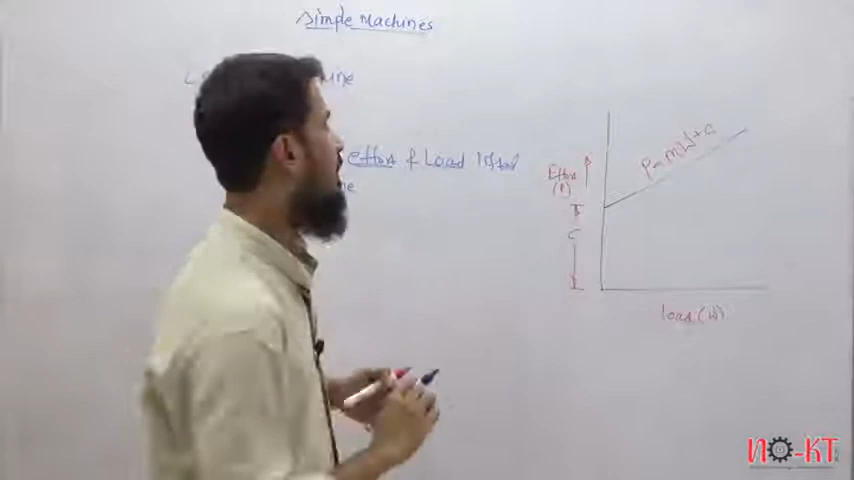 Simple Machines
effort & Load lifted
P=mW+C
Effort
(P)
C
load (W)
NO-KT